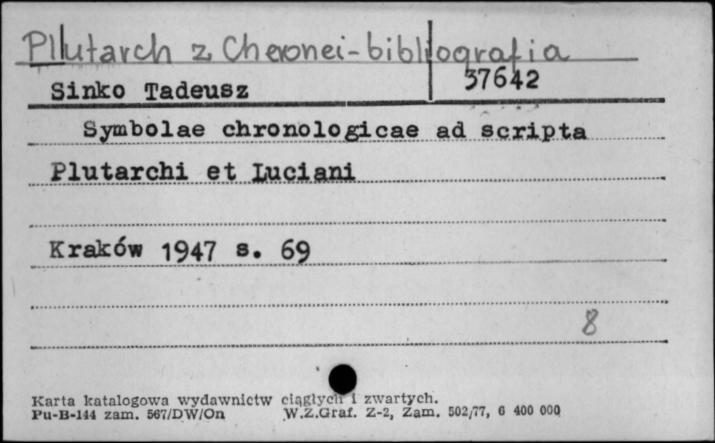 Plutarch z Cheronei-bibliografia
Sinko Tadeusz 37642
Symbolae chronologicae ad scripta
Plutarchi et Luciani
Kraków 1947 s. 69
8
Karta katalogowa wydawnictw ciągłych i zwartych.
Pu-B-144 zam. 567/DW/On W.Z.Graf. Z-2, Zam. 502/77, 6 400 000